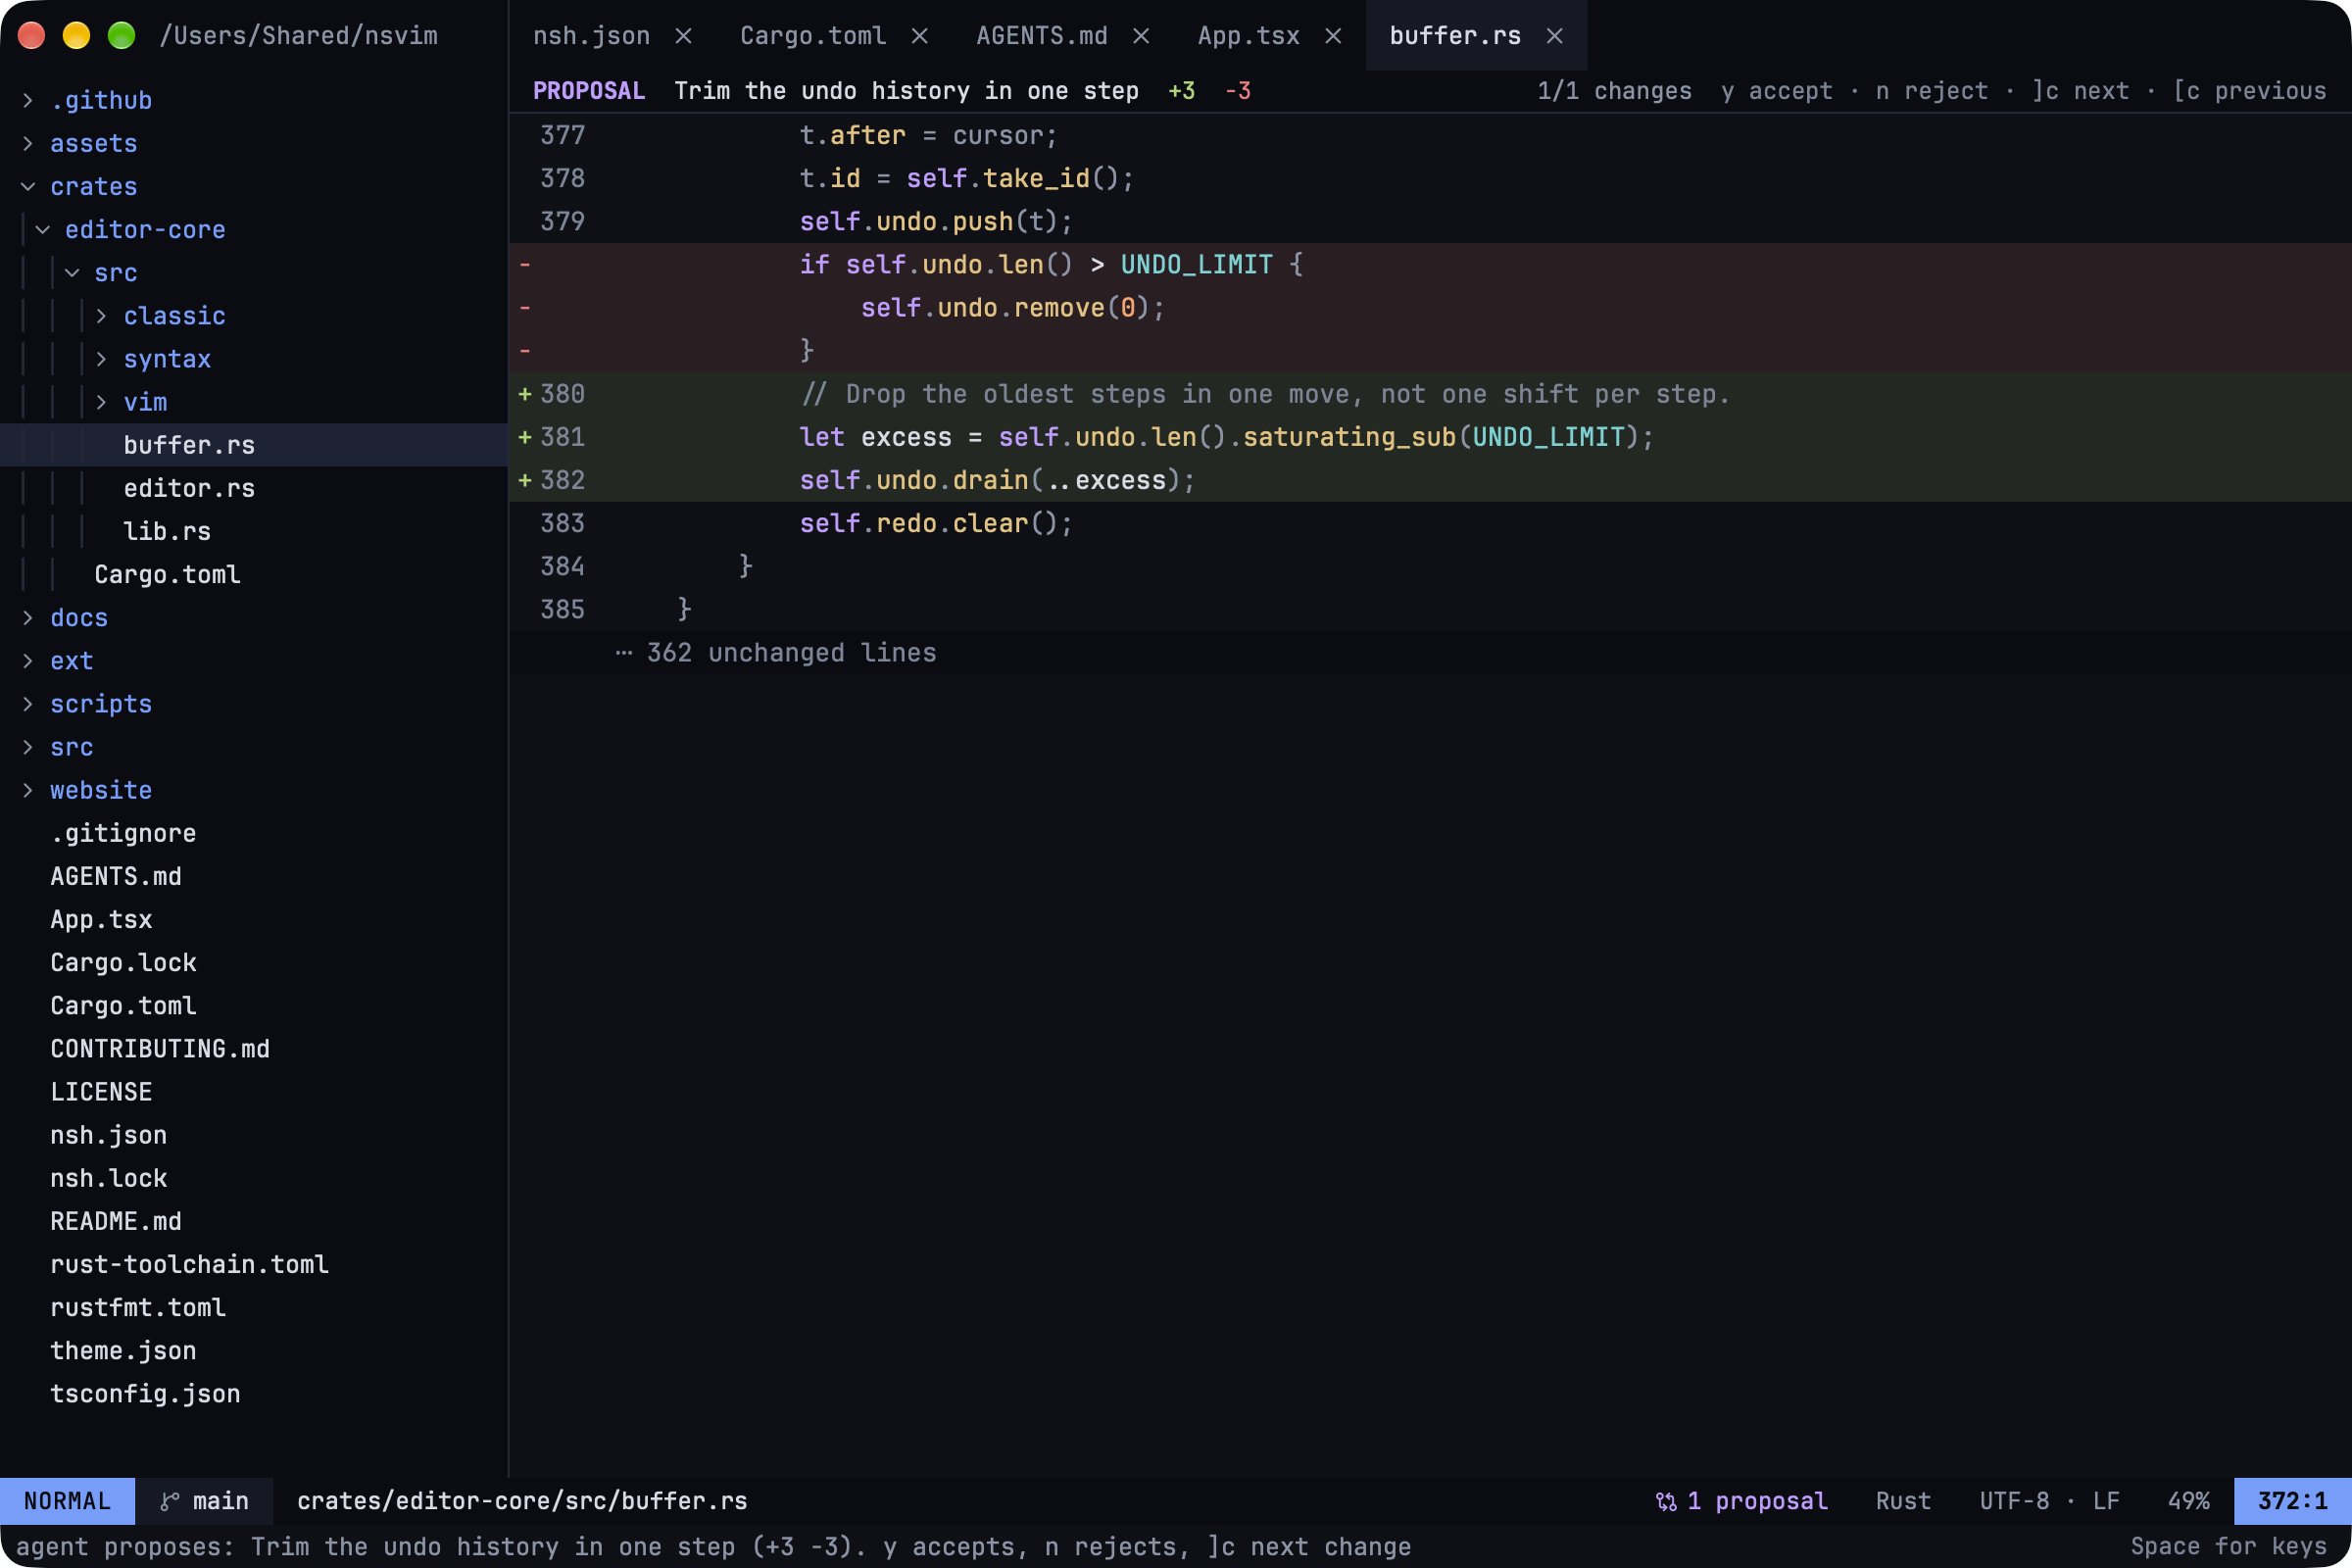 /Users/Shared/nsvim
.github
assets
crates
editor-core
src
classic
syntax
vim
buffer.rs
editor.rs
lib.rs
Cargo.toml
docs
ext
scripts
src
website
.gitignore
AGENTS.md
App.tsx
Cargo.lock
Cargo.toml
CONTRIBUTING.md
LICENSE
nsh.json
nsh.lock
README.md
rust-toolchain.toml
rustfmt.toml
theme.json
tsconfig.json
nsh.json × Cargo.toml × AGENTS.md × App.tsx × buffer.rs ×
PROPOSAL Trim the undo history in one step +3 -3 1/1 changes y accept · n reject · ]c next · [c previous
377 t.after = cursor;
378 t.id = self.take_id();
379 self.undo.push(t);
- if self.undo.len() > UNDO_LIMIT {
- self.undo.remove(0);
- }
+ 380 // Drop the oldest steps in one move, not one shift per step.
+ 381 let excess = self.undo.len().saturating_sub(UNDO_LIMIT);
+ 382 self.undo.drain(..excess);
383 self.redo.clear();
384 }
385 }
⋯ 362 unchanged lines
NORMAL main crates/editor-core/src/buffer.rs 1 proposal Rust UTF-8 · LF 49% 372:1
agent proposes: Trim the undo history in one step (+3 -3). y accepts, n rejects, ]c next change Space for keys